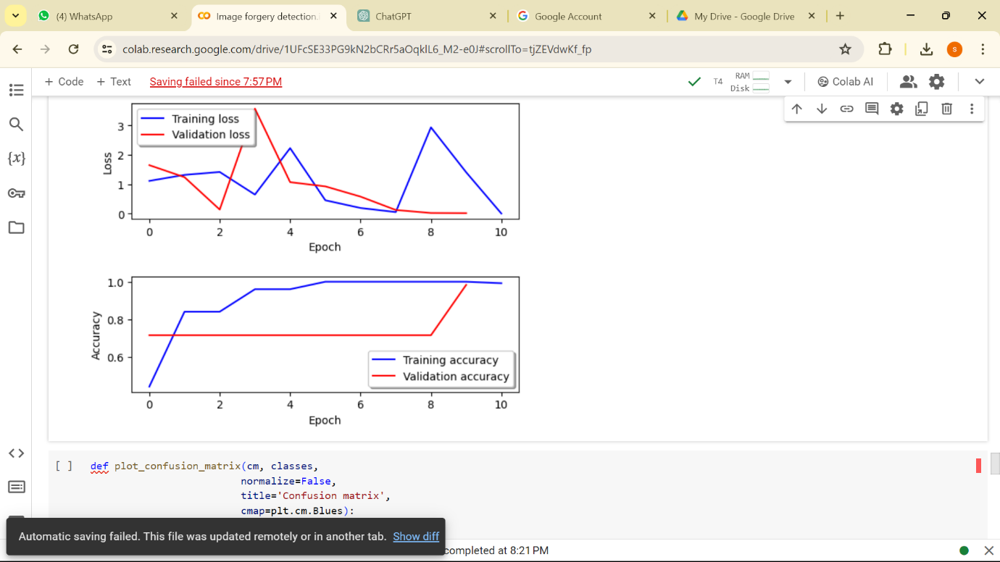 (4) WhatsApp
Image forgery detection.
ChatGPT
Google Account
My Drive - Google Drive
colab.research.google.com/drive/1UFcSE33PG9kN2bCRr5aOqklL6_M2-e0J#scrollTo=tjZEVdwKf_fp
S
+ Code + Text Saving failed since 7:57 PM
T4 RAM
Disk
Colab AI
{x}
Training loss
Validation loss
Loss
3
2
1
0
0 2 4 6 8 10
Epoch
Accuracy
1.0
0.8
0.6
Training accuracy
Validation accuracy
0 2 4 6 8 10
Epoch
[ ] def plot_confusion_matrix(cm, classes,
normalize=False,
title='Confusion matrix',
cmap=plt.cm.Blues):
Automatic saving failed. This file was updated remotely or in another tab. Show diff
completed at 8:21 PM